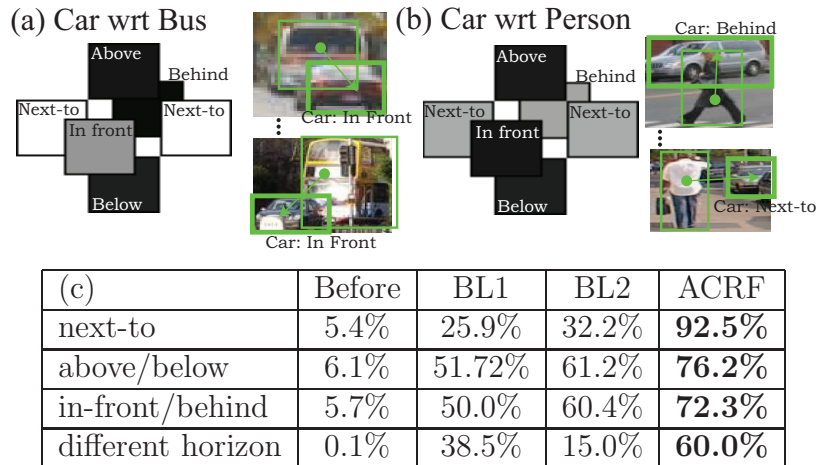 (a) Car wrt Bus
Above
Behind
Next-to
Next-to
In front
Below
Car: In Front
Car: In Front
(b) Car wrt Person
Above
Behind
Next-to
Next-to
In front
Below
Car: Behind
Car: Next-to
(c) Before BL1 BL2 ACRF
next-to 5.4% 25.9% 32.2% 92.5%
above/below 6.1% 51.72% 61.2% 76.2%
in-front/behind 5.7% 50.0% 60.4% 72.3%
different horizon 0.1% 38.5% 15.0% 60.0%